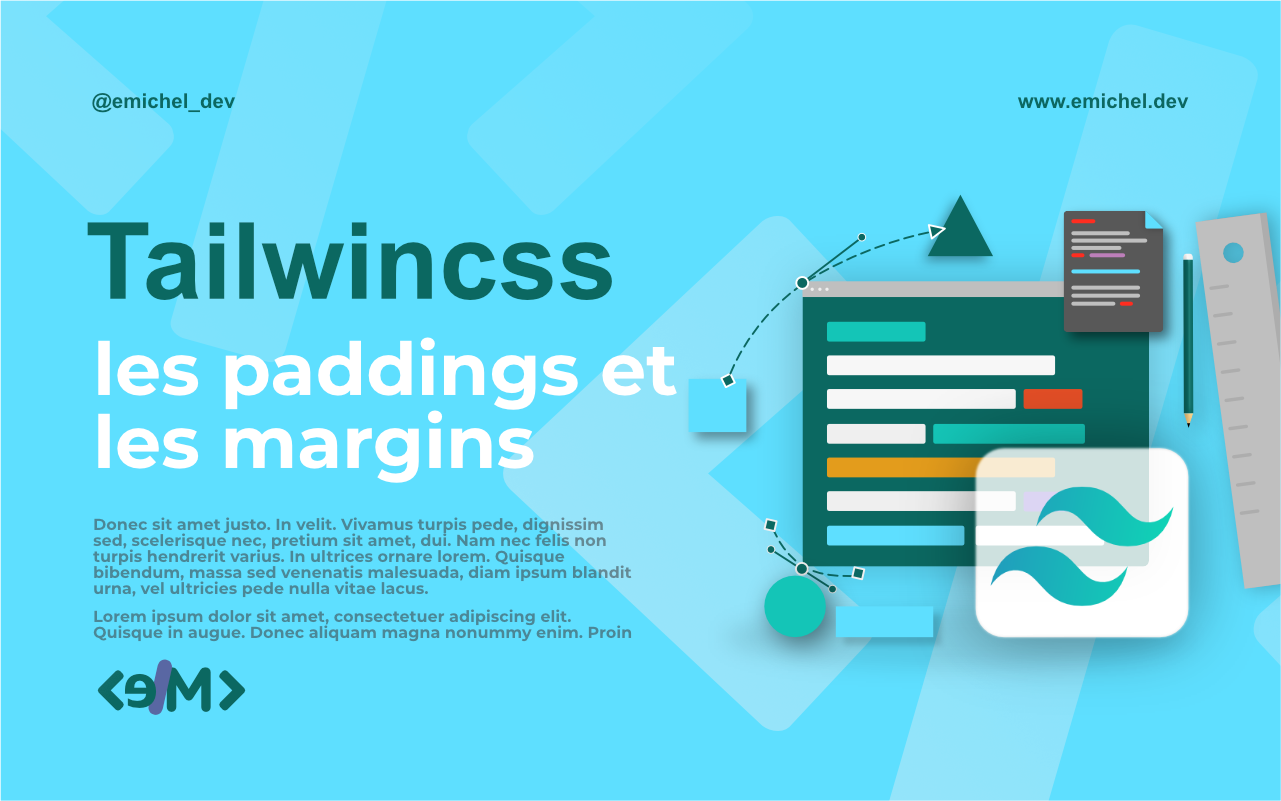 @emichel_dev
www.emichel.dev
Tailwincss
les paddings et
les margins
Donec sit amet justo. In velit. Vivamus turpis pede, dignissim
sed, scelerisque nec, pretium sit amet, dui. Nam nec felis non
turpis hendrerit varius. In ultrices ornare lorem. Quisque
bibendum, massa sed venenatis malesuada, diam ipsum blandit
urna, vel ultricies pede nulla vitae lacus.
Lorem ipsum dolor sit amet, consectetuer adipiscing elit.
Quisque in augue. Donec aliquam magna nonummy enim. Proin
<e/M>